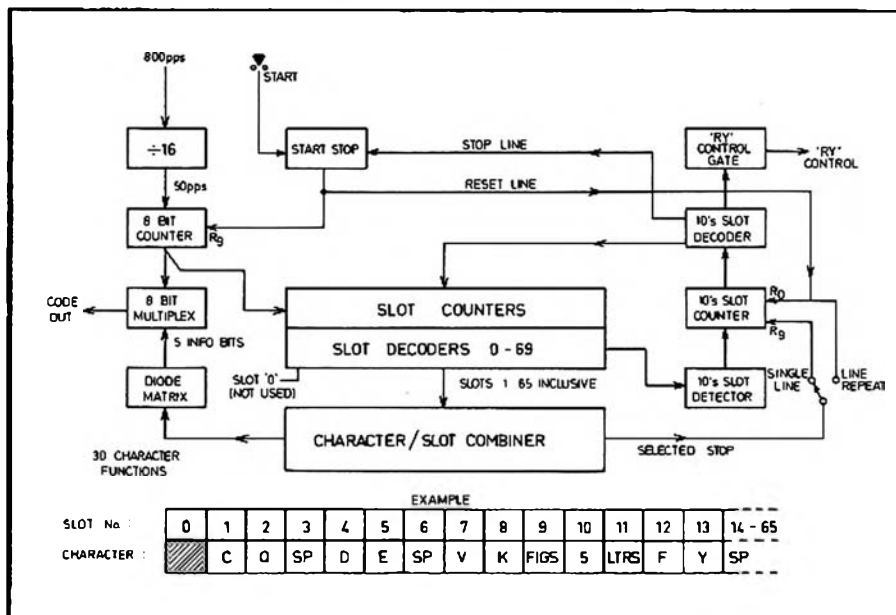 800pps
START
÷16
START STOP
STOP LINE
'RY'
CONTROL
GATE
'RY'
CONTROL
50pps
RESET LINE
8 BIT
COUNTER
R9
10's SLOT
DECODER
CODE
OUT
8 BIT
MULTIPLEX
SLOT COUNTERS
10's SLOT
COUNTER
R0
R9
5 INFO BITS
SLOT DECODERS 0-69
SINGLE
LINE
LINE
REPEAT
DIODE
MATRIX
SLOT '0'
(NOT USED)
SLOTS 1 65 INCLUSIVE
10's SLOT
DETECTOR
CHARACTER/SLOT COMBINER
SELECTED STOP
30 CHARACTER
FUNCTIONS
EXAMPLE
SLOT No : 0 1 2 3 4 5 6 7 8 9 10 11 12 13 14-65
CHARACTER : C Q SP D E SP V K FIGS 5 LTRS F Y SP